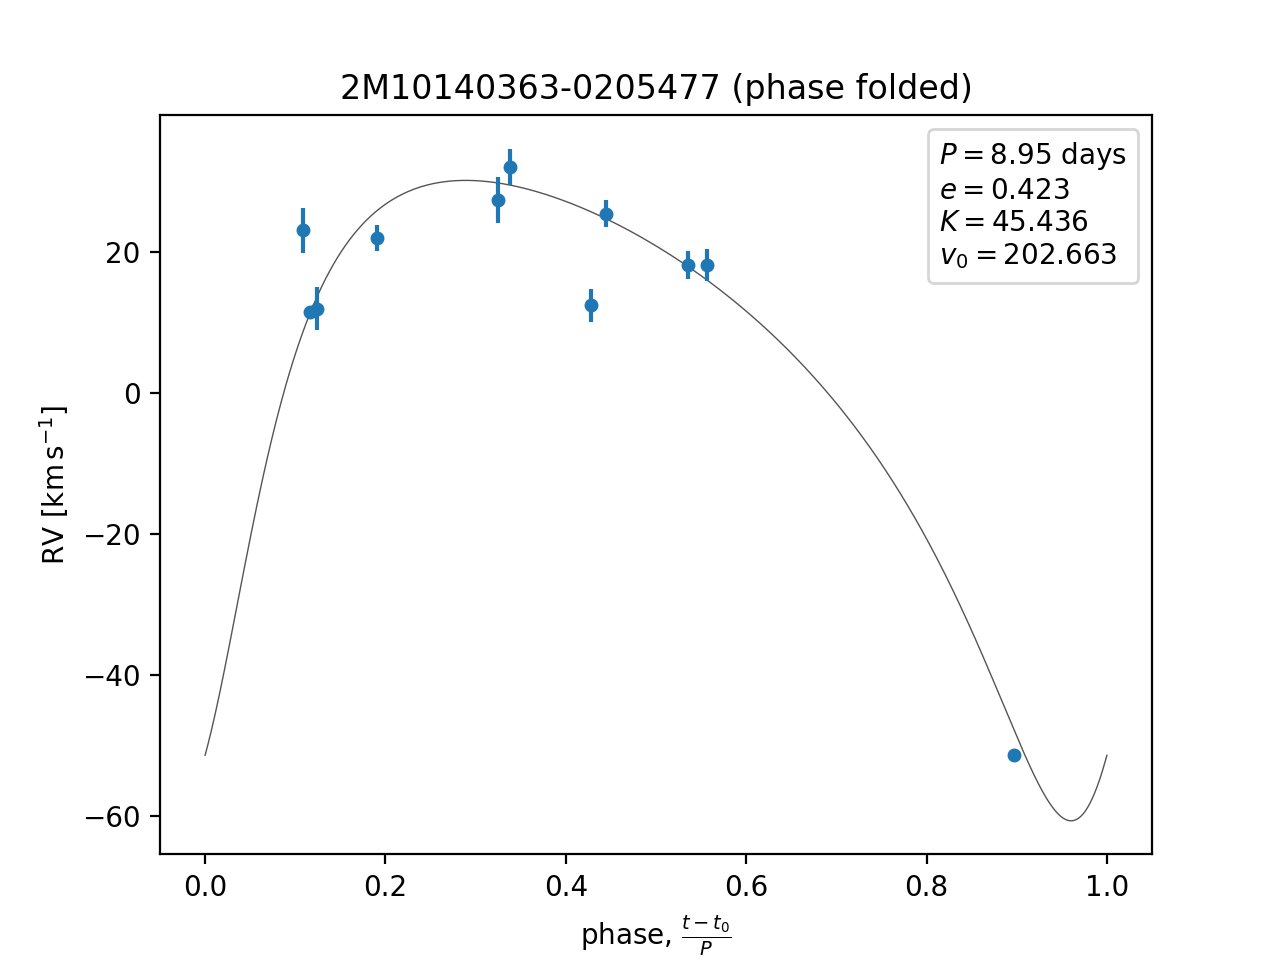 2M10140363-0205477 (phase folded)
P = 8.95 days
e = 0.423
K = 45.436
v₀ = 202.663
20
0
−20
−40
−60
RV [km s⁻¹]
0.0 0.2 0.4 0.6 0.8 1.0
phase, (t − t₀)/P